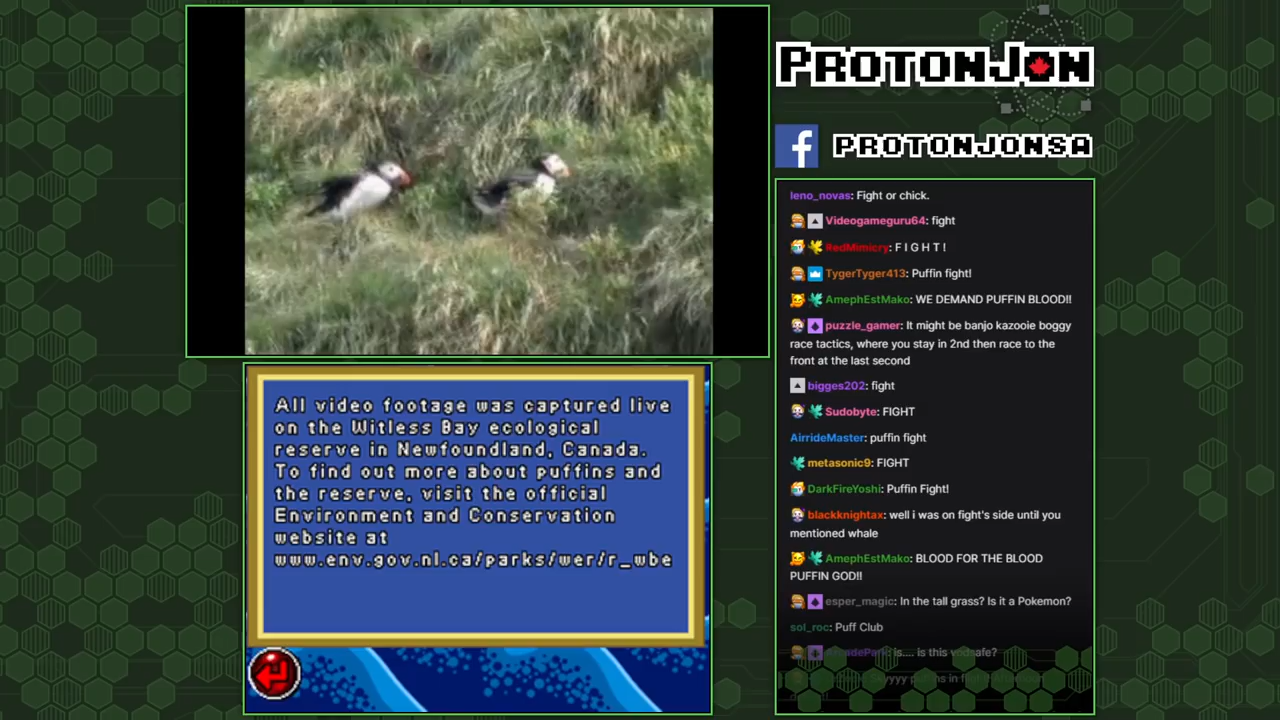 PROTONJON
PROTONJONSA
leno_novas: Fight or chick.
Videogameguru64: fight
RedMimicry: F I G H T !
TygerTyger413: Puffin fight!
AmephEstMako: WE DEMAND PUFFIN BLOOD!!
puzzle_gamer: It might be banjo kazooie boggy
race tactics, where you stay in 2nd then race to the
front at the last second
bigges202: fight
Sudobyte: FIGHT
AirrideMaster: puffin fight
metasonic9: FIGHT
DarkFireYoshi: Puffin Fight!
blackknightax: well i was on fight's side until you
mentioned whale
AmephEstMako: BLOOD FOR THE BLOOD
PUFFIN GOD!!
esper_magic: In the tall grass? Is it a Pokemon?
sol_roc: Puff Club
is.... is this vodsafe?
puffins in
All video footage was captured live
on the Witless Bay ecological
reserve in Newfoundland, Canada.
To find out more about puffins and
the reserve, visit the official
Environment and Conservation
website at
www.env.gov.nl.ca/parks/wer/r_wbe